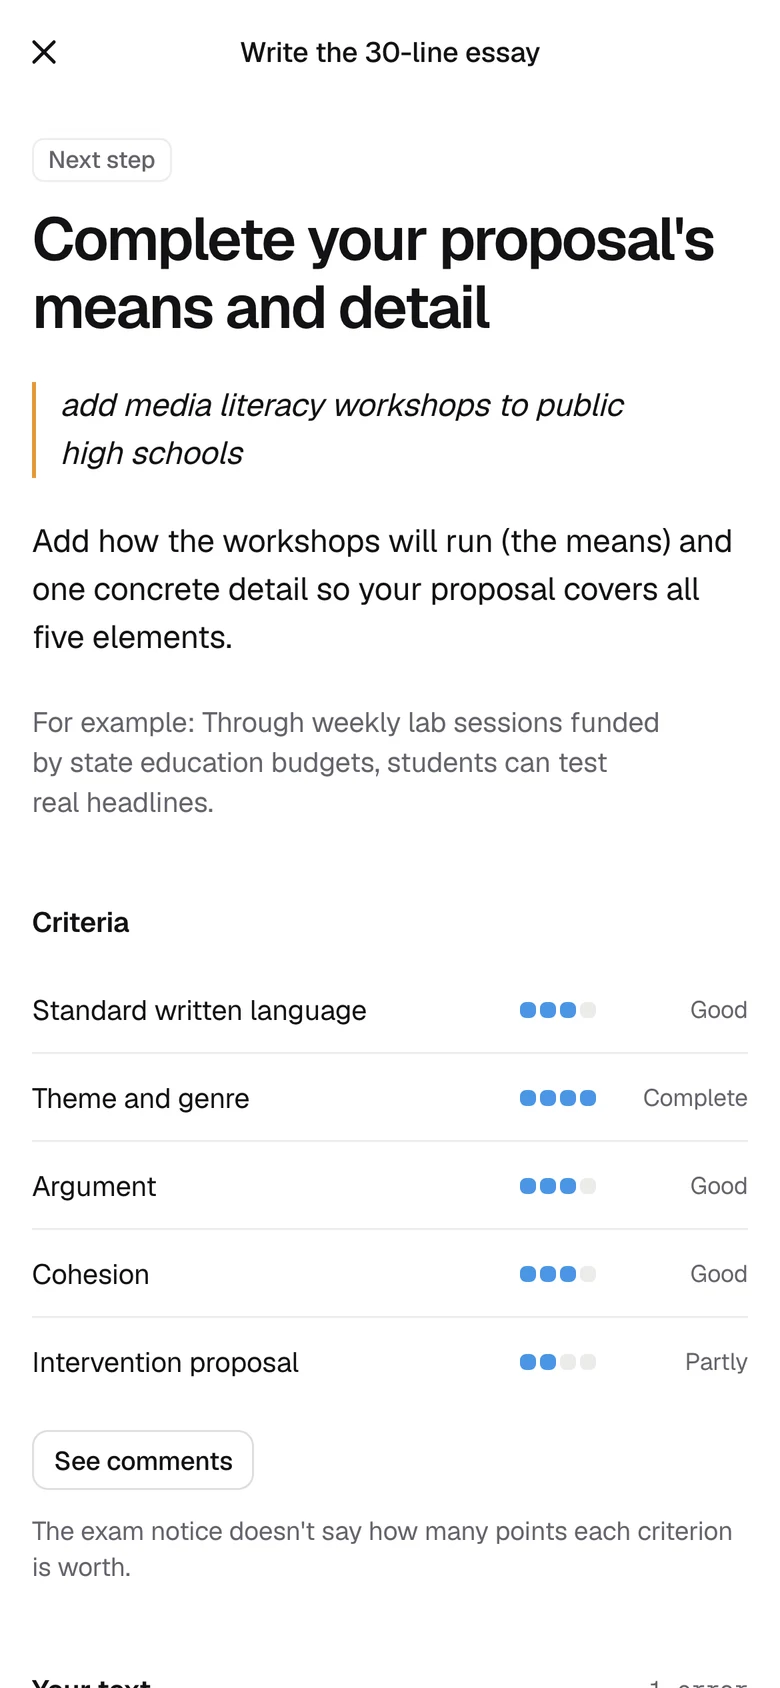 Write the 30-line essay
Next step
Complete your proposal's
means and detail
add media literacy workshops to public
high schools
Add how the workshops will run (the means) and
one concrete detail so your proposal covers all
five elements.
For example: Through weekly lab sessions funded
by state education budgets, students can test
real headlines.
Criteria
Standard written language Good
Theme and genre Complete
Argument Good
Cohesion Good
Intervention proposal Partly
See comments
The exam notice doesn't say how many points each criterion
is worth.
Your text 1 error